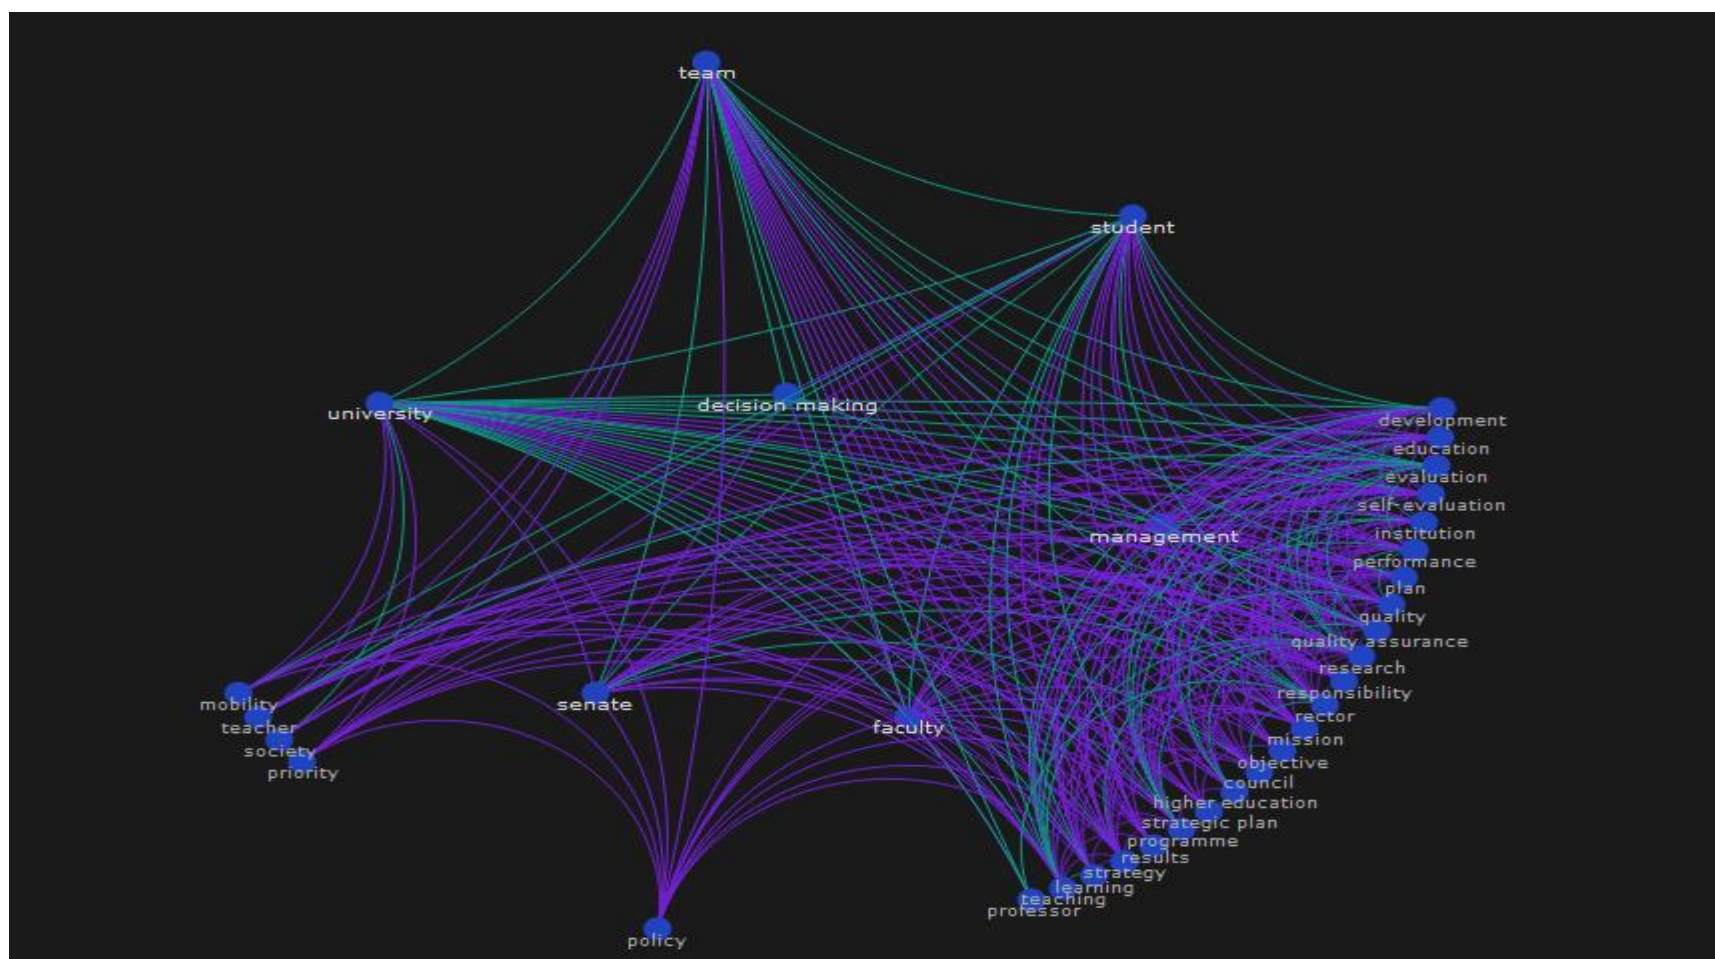 team
student
university
decision making
development
education
evaluation
self-evaluation
institution
management
performance
plan
quality
quality assurance
research
responsibility
mobility
senate
rector
teacher
faculty
mission
society
objective
priority
council
higher education
strategic plan
programme
results
strategy
learning
teaching
professor
policy